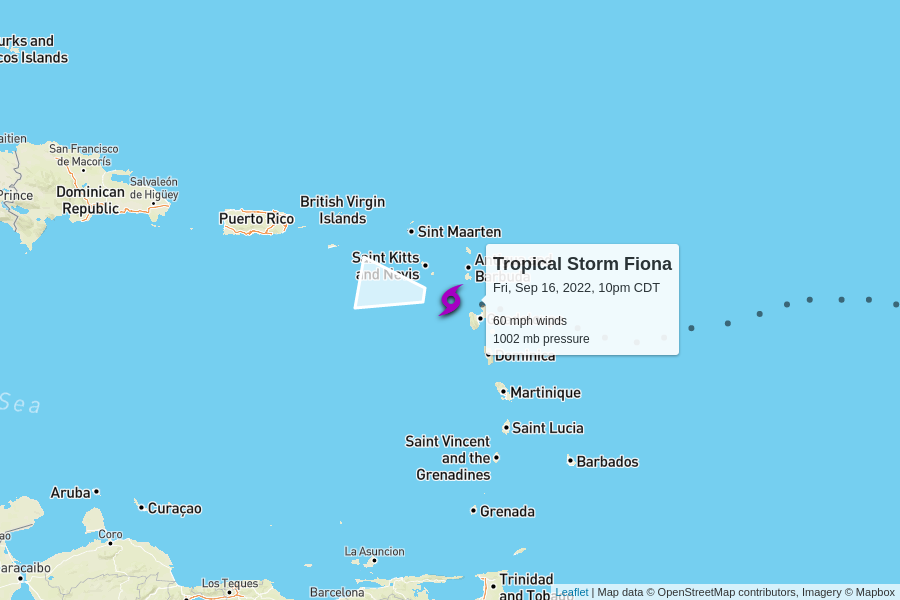 urks and
cos Islands
aitien
San Francisco
de Macorís
Prince
Dominican
Republic
Salvaleón
de Higüey
Puerto Rico
British Virgin
Islands
Sint Maarten
Saint Kitts
and Nevis
Tropical Storm Fiona
Fri, Sep 16, 2022, 10pm CDT
60 mph winds
1002 mb pressure
Dominica
Martinique
Sea
Saint Lucia
Saint Vincent
and the
Grenadines
Barbados
Aruba
Curaçao
Grenada
ao
Coro
La Asuncion
aracaibo
Los Teques
Barcelona
Trinidad
and Tob
Leaflet | Map data © OpenStreetMap contributors, Imagery © Mapbox